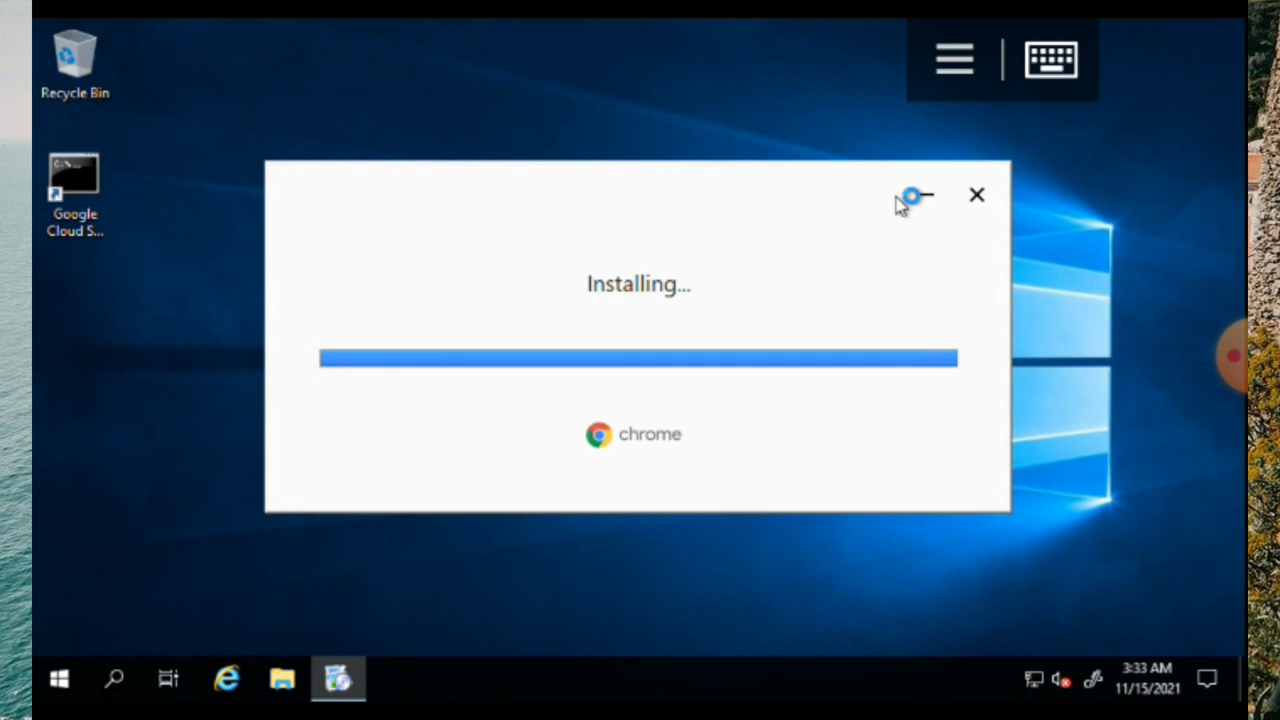 Recycle Bin
Google
Cloud S...
Installing...
chrome
3:33 AM
11/15/2021